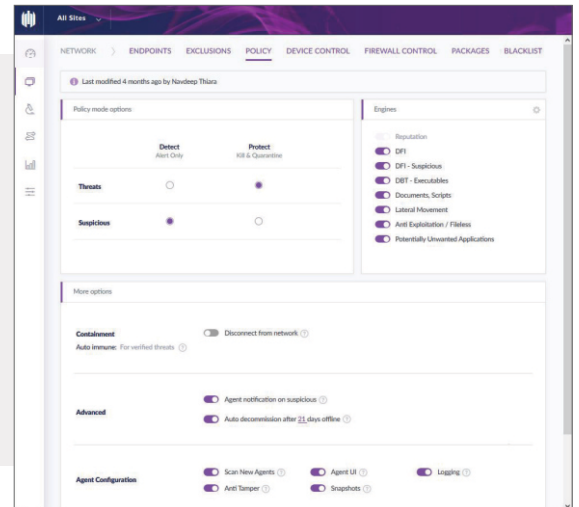 All Sites
NETWORK > ENDPOINTS EXCLUSIONS POLICY DEVICE CONTROL FIREWALL CONTROL PACKAGES BLACKLIST
Last modified 4 months ago by Navdeep Thiara
Policy mode options
Detect Protect
Alert Only Kill & Quarantine
Threats
Suspicious
Engines
Reputation
DFI
DFI - Suspicious
DBT - Executables
Documents, Scripts
Lateral Movement
Anti Exploitation / Fileless
Potentially Unwanted Applications
More options
Containment Disconnect from network ?
Auto immune: For verified threats ?
Advanced
Agent notification on suspicious ?
Auto decommission after 21 days offline ?
Agent Configuration
Scan New Agents ? Agent UI ? Logging ?
Anti Tamper ? Snapshots ?